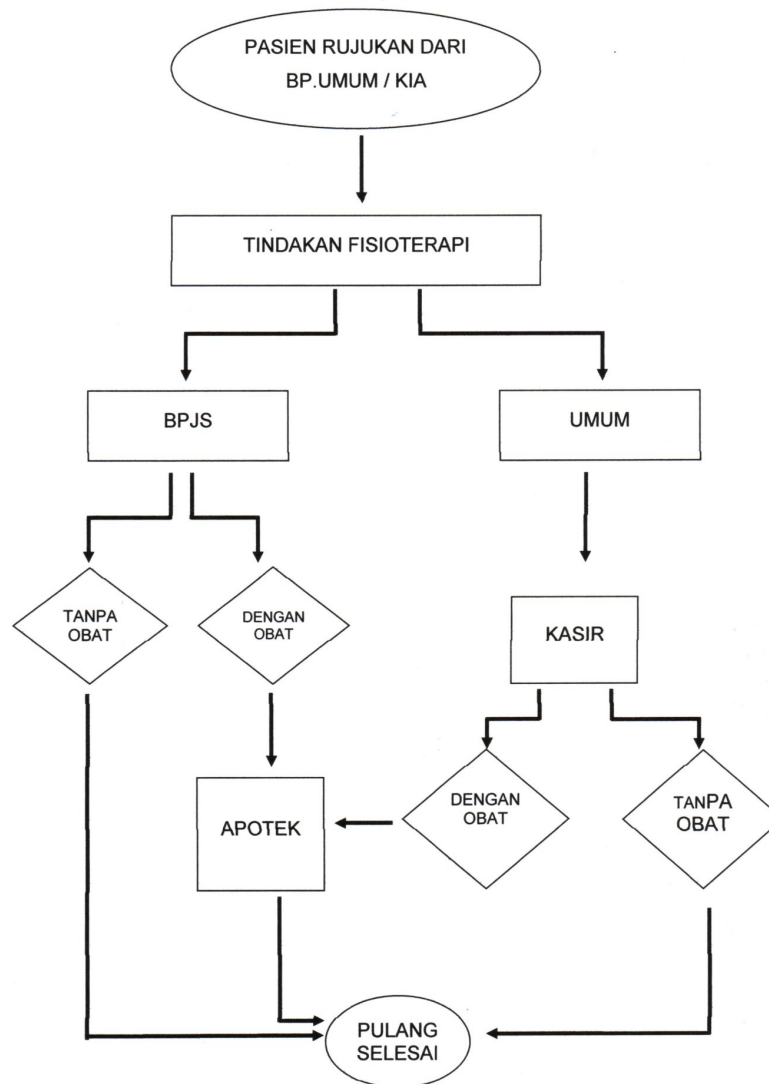 PASIEN RUJUKAN DARI
BP.UMUM / KIA
TINDAKAN FISIOTERAPI
BPJS
UMUM
TANPA
OBAT
DENGAN
OBAT
KASIR
APOTEK
DENGAN
OBAT
TANPA
OBAT
PULANG
SELESAI